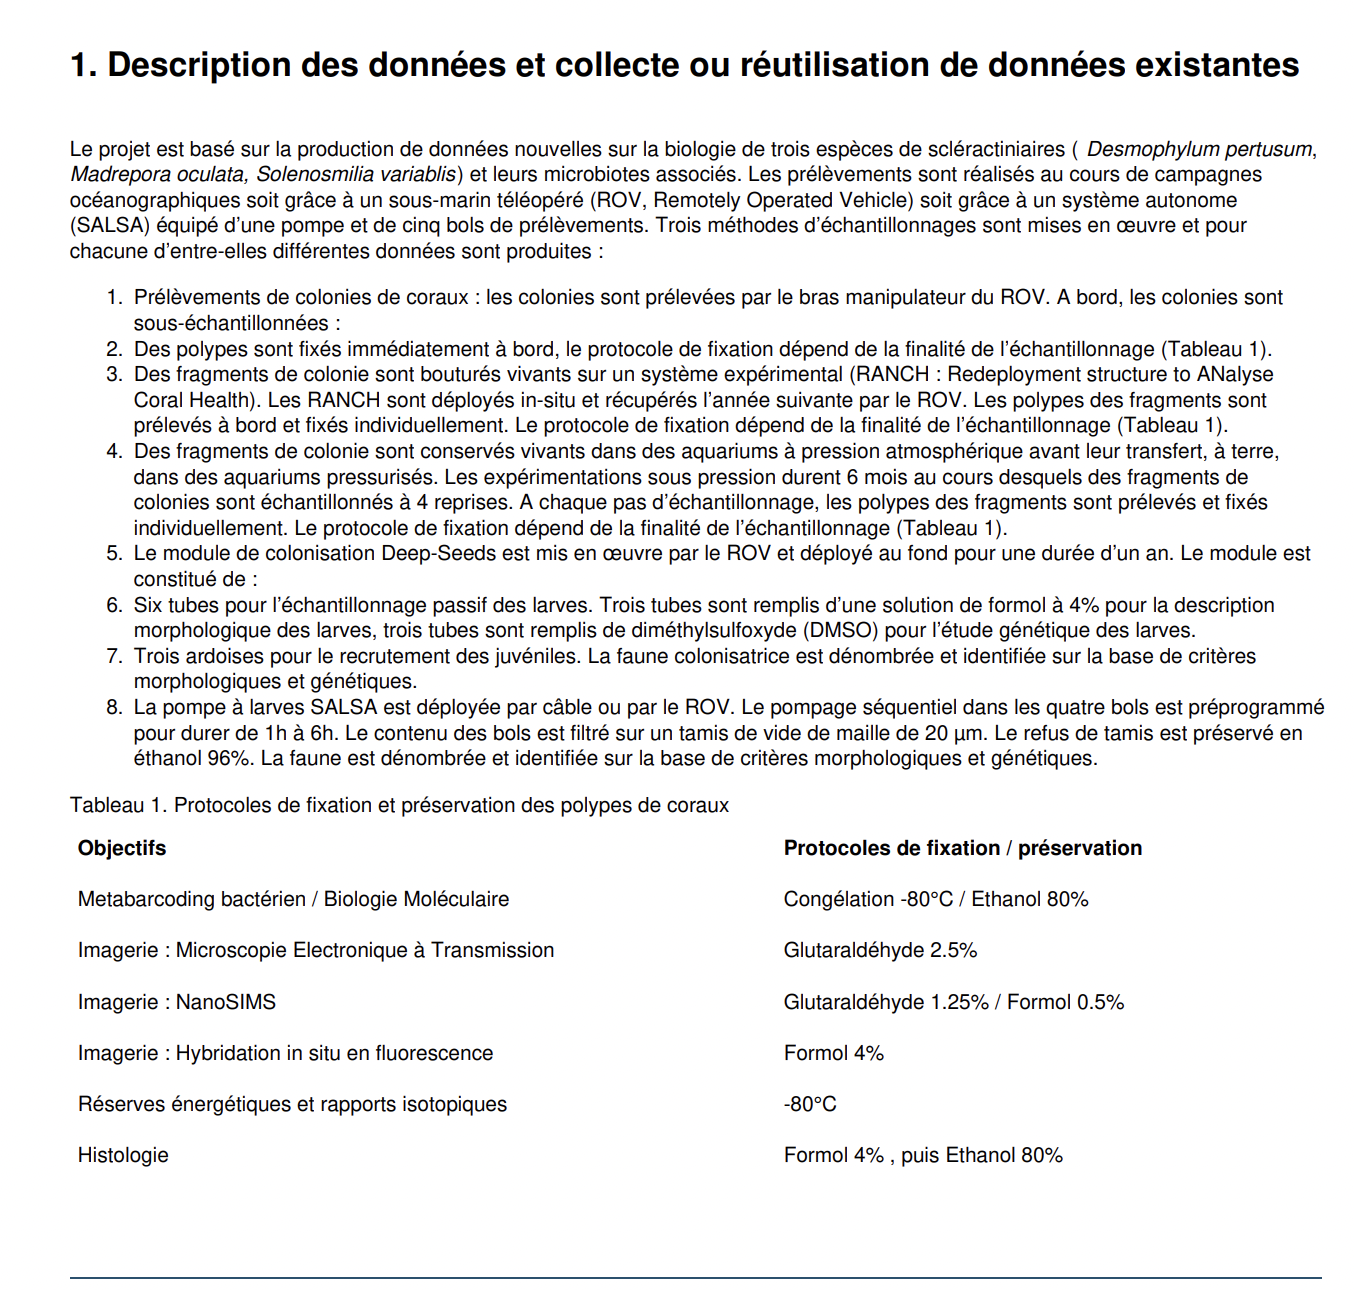 1. Description des données et collecte ou réutilisation de données existantes
Le projet est basé sur la production de données nouvelles sur la biologie de trois espèces de scléractiniaires ( Desmophylum pertusum,
Madrepora oculata, Solenosmilia variablis) et leurs microbiotes associés. Les prélèvements sont réalisés au cours de campagnes
océanographiques soit grâce à un sous-marin téléopéré (ROV, Remotely Operated Vehicle) soit grâce à un système autonome
(SALSA) équipé d’une pompe et de cinq bols de prélèvements. Trois méthodes d’échantillonnages sont mises en œuvre et pour
chacune d’entre-elles différentes données sont produites :
1. Prélèvements de colonies de coraux : les colonies sont prélevées par le bras manipulateur du ROV. A bord, les colonies sont
sous-échantillonnées :
2. Des polypes sont fixés immédiatement à bord, le protocole de fixation dépend de la finalité de l’échantillonnage (Tableau 1).
3. Des fragments de colonie sont bouturés vivants sur un système expérimental (RANCH : Redeployment structure to ANalyse
Coral Health). Les RANCH sont déployés in-situ et récupérés l’année suivante par le ROV. Les polypes des fragments sont
prélevés à bord et fixés individuellement. Le protocole de fixation dépend de la finalité de l’échantillonnage (Tableau 1).
4. Des fragments de colonie sont conservés vivants dans des aquariums à pression atmosphérique avant leur transfert, à terre,
dans des aquariums pressurisés. Les expérimentations sous pression durent 6 mois au cours desquels des fragments de
colonies sont échantillonnés à 4 reprises. A chaque pas d’échantillonnage, les polypes des fragments sont prélevés et fixés
individuellement. Le protocole de fixation dépend de la finalité de l’échantillonnage (Tableau 1).
5. Le module de colonisation Deep-Seeds est mis en œuvre par le ROV et déployé au fond pour une durée d’un an. Le module est
constitué de :
6. Six tubes pour l’échantillonnage passif des larves. Trois tubes sont remplis d’une solution de formol à 4% pour la description
morphologique des larves, trois tubes sont remplis de diméthylsulfoxyde (DMSO) pour l’étude génétique des larves.
7. Trois ardoises pour le recrutement des juvéniles. La faune colonisatrice est dénombrée et identifiée sur la base de critères
morphologiques et génétiques.
8. La pompe à larves SALSA est déployée par câble ou par le ROV. Le pompage séquentiel dans les quatre bols est préprogrammé
pour durer de 1h à 6h. Le contenu des bols est filtré sur un tamis de vide de maille de 20 µm. Le refus de tamis est préservé en
éthanol 96%. La faune est dénombrée et identifiée sur la base de critères morphologiques et génétiques.
Tableau 1. Protocoles de fixation et préservation des polypes de coraux
Objectifs Protocoles de fixation / préservation
Metabarcoding bactérien / Biologie Moléculaire Congélation -80°C / Ethanol 80%
Imagerie : Microscopie Electronique à Transmission Glutaraldéhyde 2.5%
Imagerie : NanoSIMS Glutaraldéhyde 1.25% / Formol 0.5%
Imagerie : Hybridation in situ en fluorescence Formol 4%
Réserves énergétiques et rapports isotopiques -80°C
Histologie Formol 4% , puis Ethanol 80%